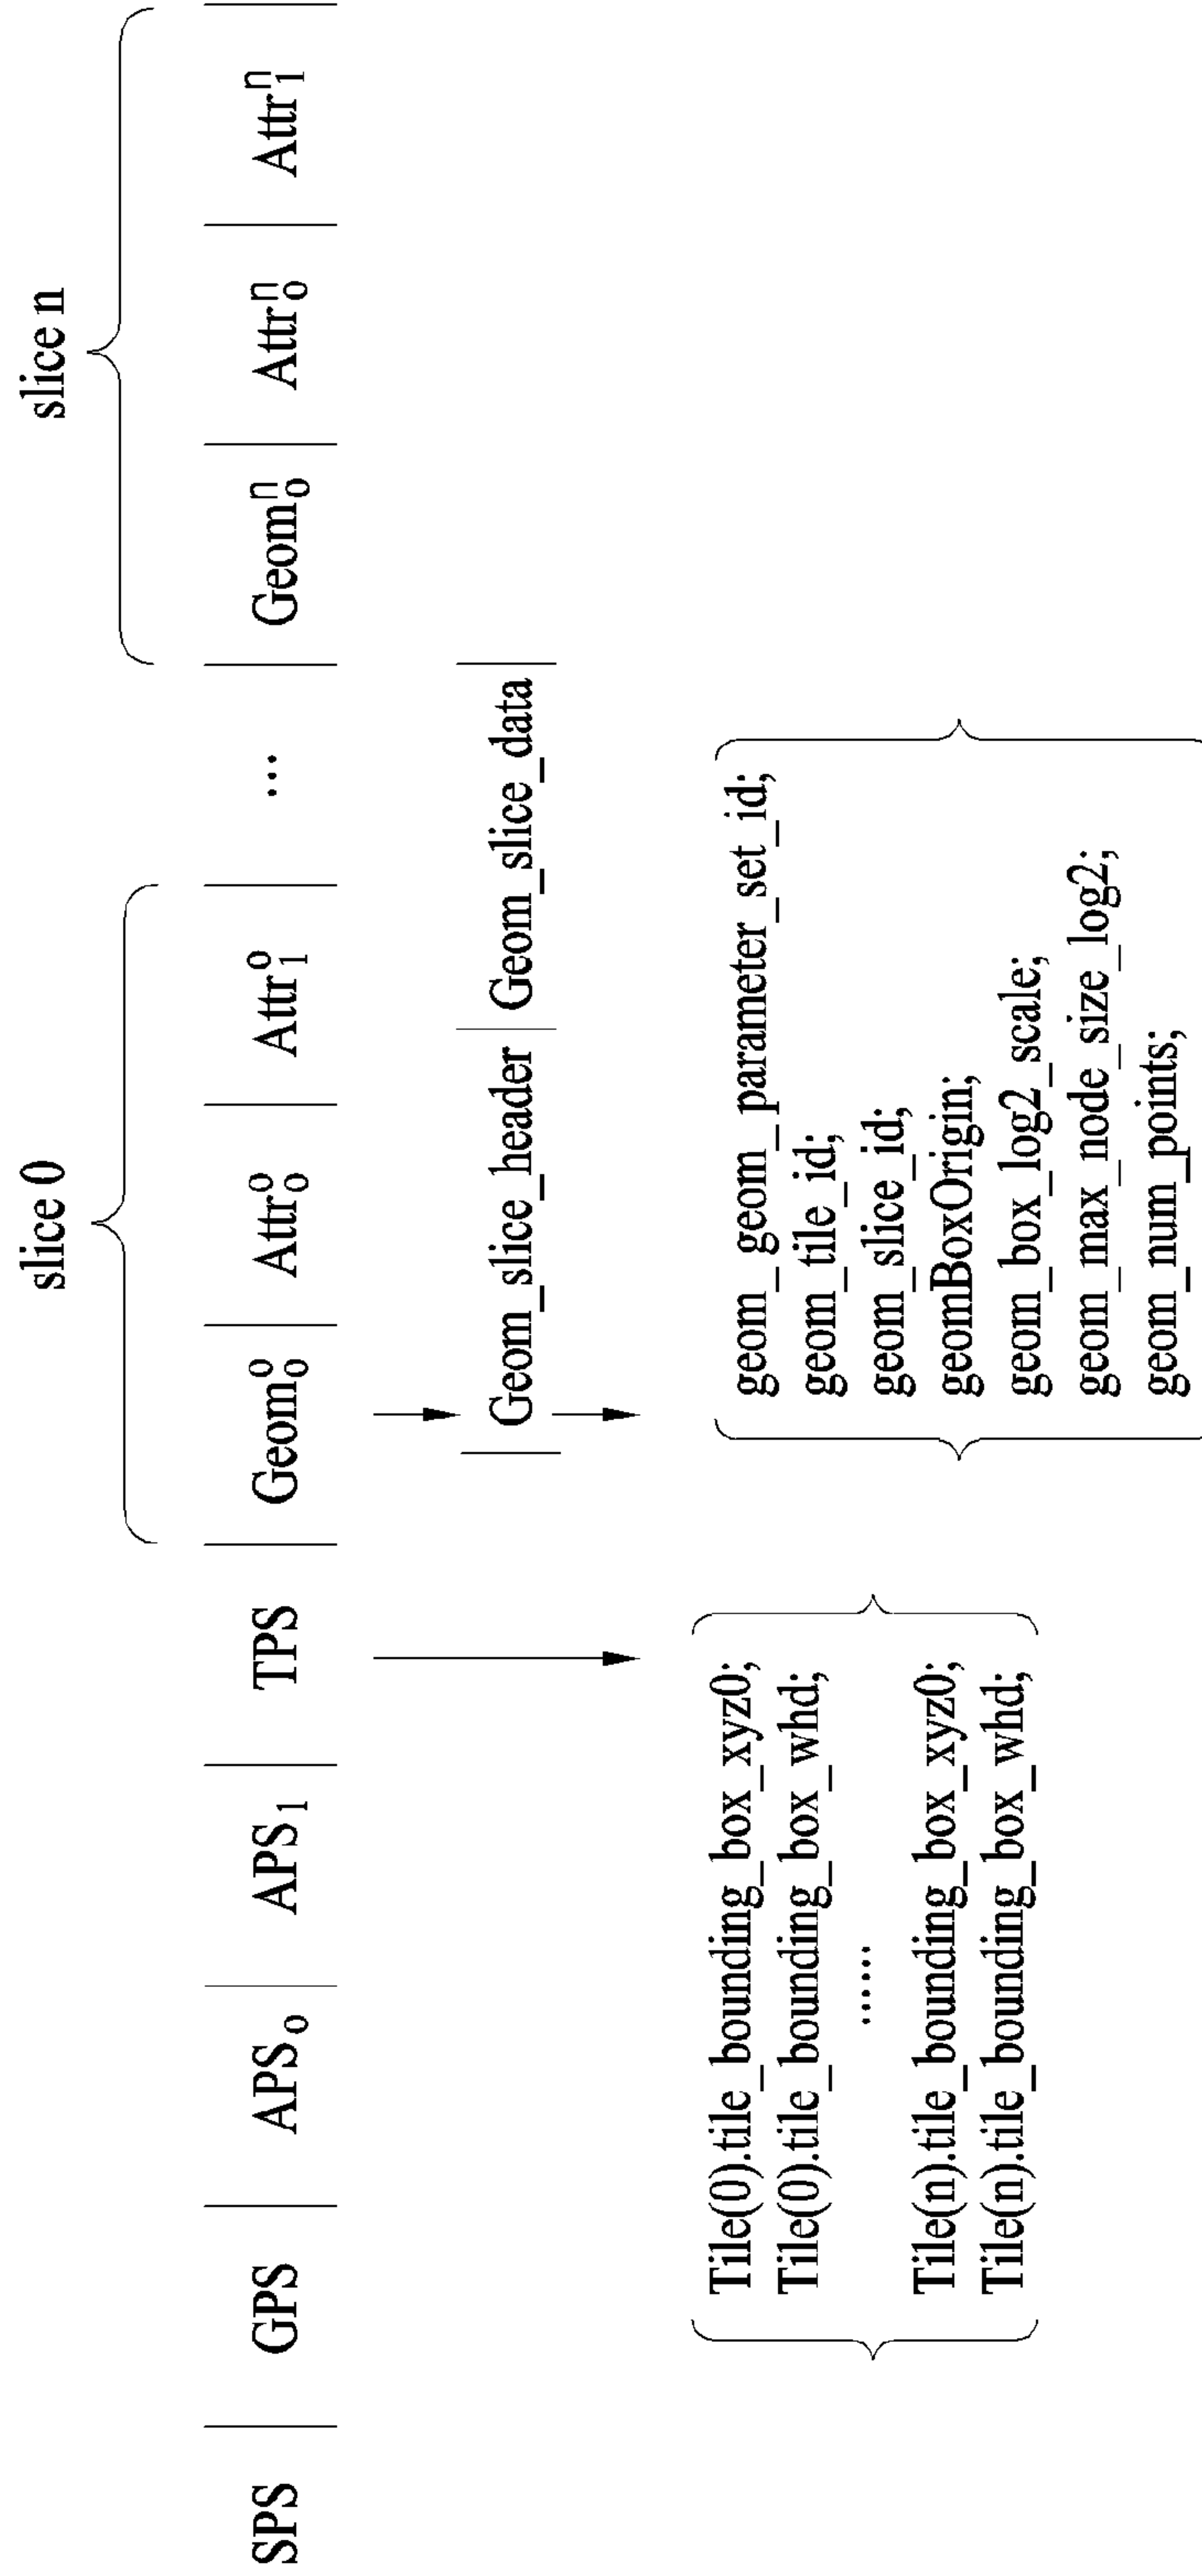 slice 0
slice n
SPS GPS APS₀ APS₁ TPS Geom₀⁰ Attr₀⁰ Attr₁⁰ ... Geom₀ⁿ Attr₀ⁿ Attr₁ⁿ
Geom_slice_header Geom_slice_data
Tile(0).tile_bounding_box_xyz0;
Tile(0).tile_bounding_box_whd;
......
Tile(n).tile_bounding_box_xyz0;
Tile(n).tile_bounding_box_whd;
geom_geom_parameter_set_id;
geom_tile_id;
geom_slice_id;
geomBoxOrigin;
geom_box_log2_scale;
geom_max_node_size_log2;
geom_num_points;